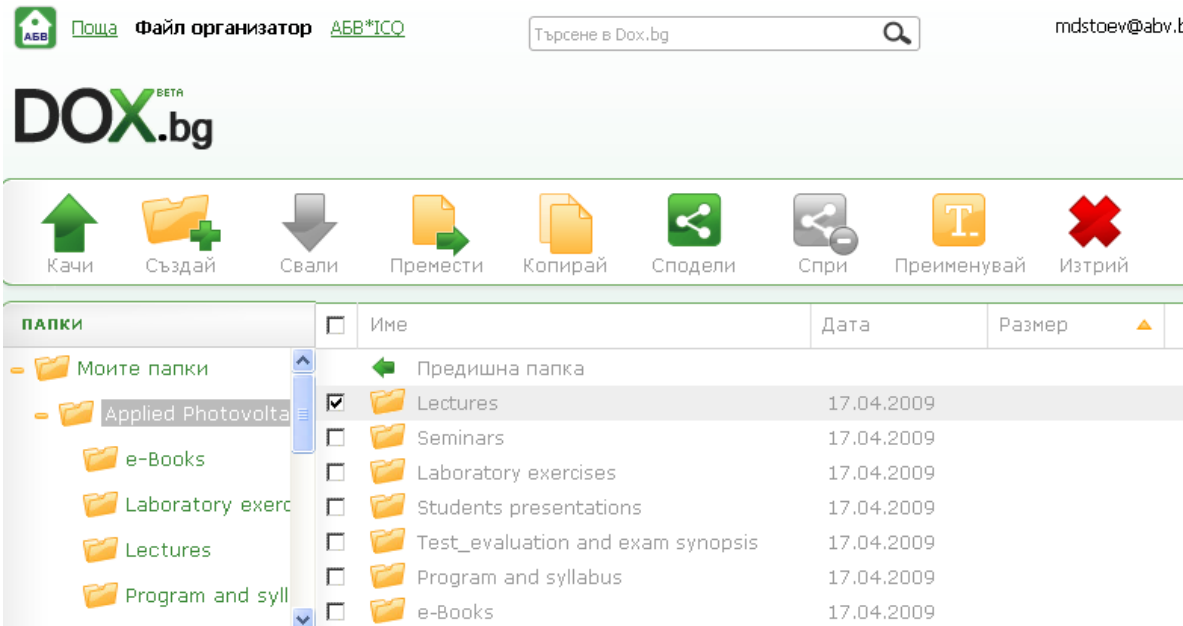 АБВ Поща Файл организатор АБВ*ICQ Търсене в Dox.bg mdstoev@abv.b
BETA
DOX.bg
Качи Създай Свали Премести Копирай Сподели Спри Преименувай Изтрий
ПАПКИ Име Дата Размер
Моите папки Предишна папка
Applied Photovolta Lectures 17.04.2009
Seminars 17.04.2009
e-Books Laboratory exercises 17.04.2009
Laboratory exerc Students presentations 17.04.2009
Lectures Test_evaluation and exam synopsis 17.04.2009
Program and syll Program and syllabus 17.04.2009
e-Books 17.04.2009